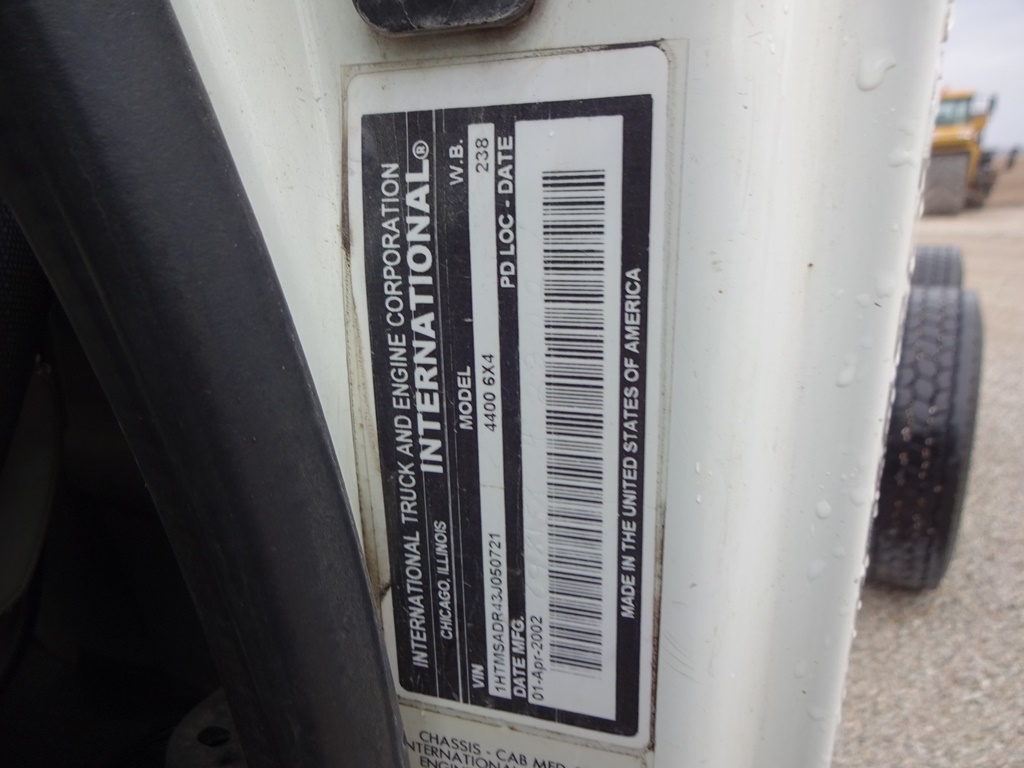 INTERNATIONAL TRUCK AND ENGINE CORPORATION
CHICAGO, ILLINOIS INTERNATIONAL®
VIN MODEL W.B.
1HTMSADR43J050721 4400 6X4 238
DATE MFG. PD LOC - DATE
01-Apr-2002
MADE IN THE UNITED STATES OF AMERICA
CHASSIS - CAB MFD
INTERNATIONAL